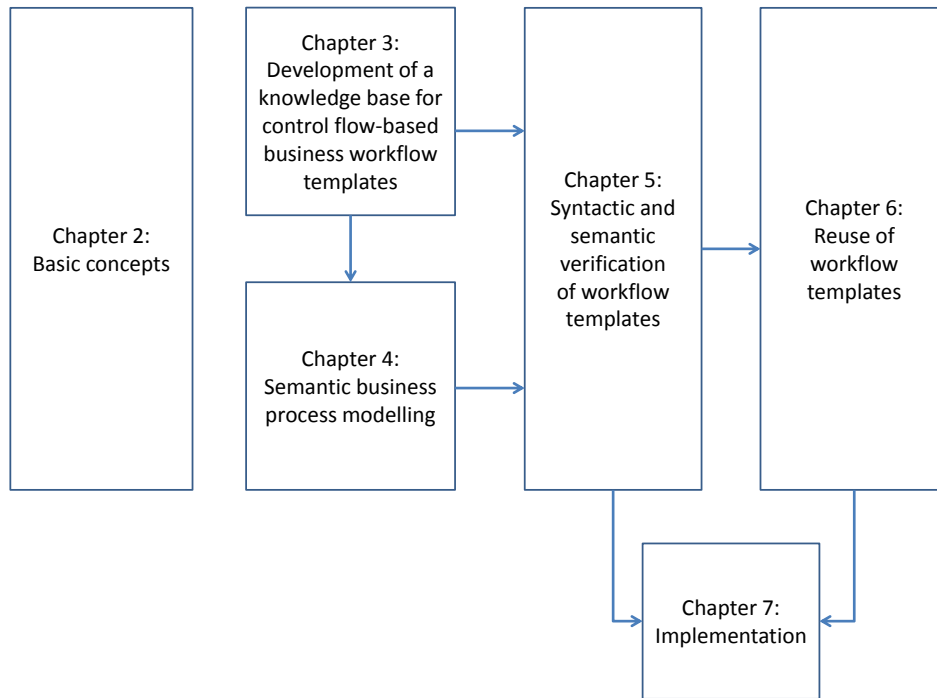 Chapter 2:
Basic concepts
Chapter 3:
Development of a
knowledge base for
control flow-based
business workflow
templates
Chapter 4:
Semantic business
process modelling
Chapter 5:
Syntactic and
semantic
verification
of workflow
templates
Chapter 6:
Reuse of
workflow
templates
Chapter 7:
Implementation